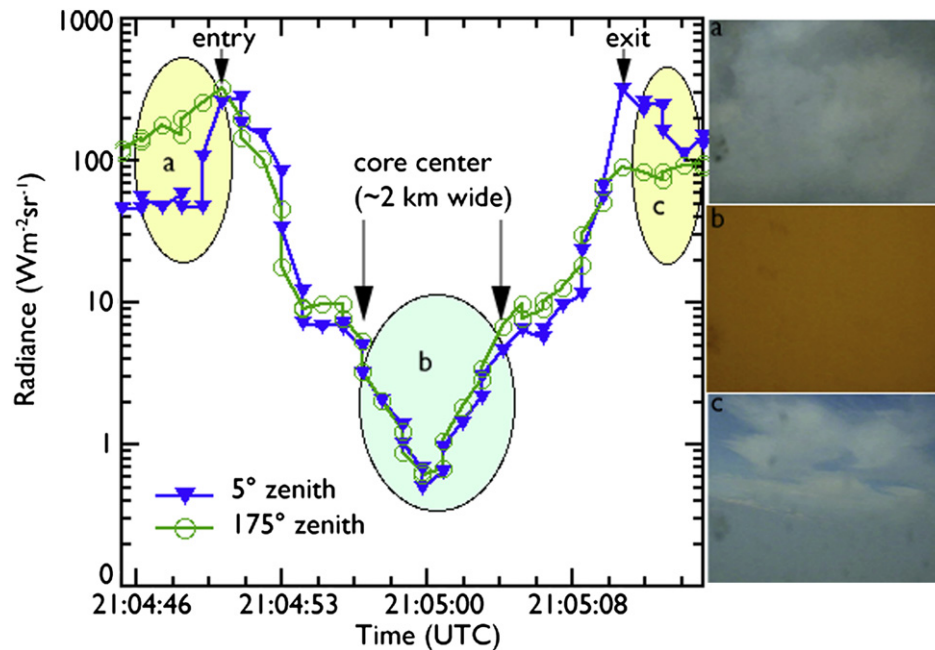 1000
100
10
1
0
Radiance (Wm⁻²sr⁻¹)
entry
exit
core center
(~2 km wide)
a
b
c
5° zenith
175° zenith
21:04:46
21:04:53
21:05:00
21:05:08
Time (UTC)
a
b
c